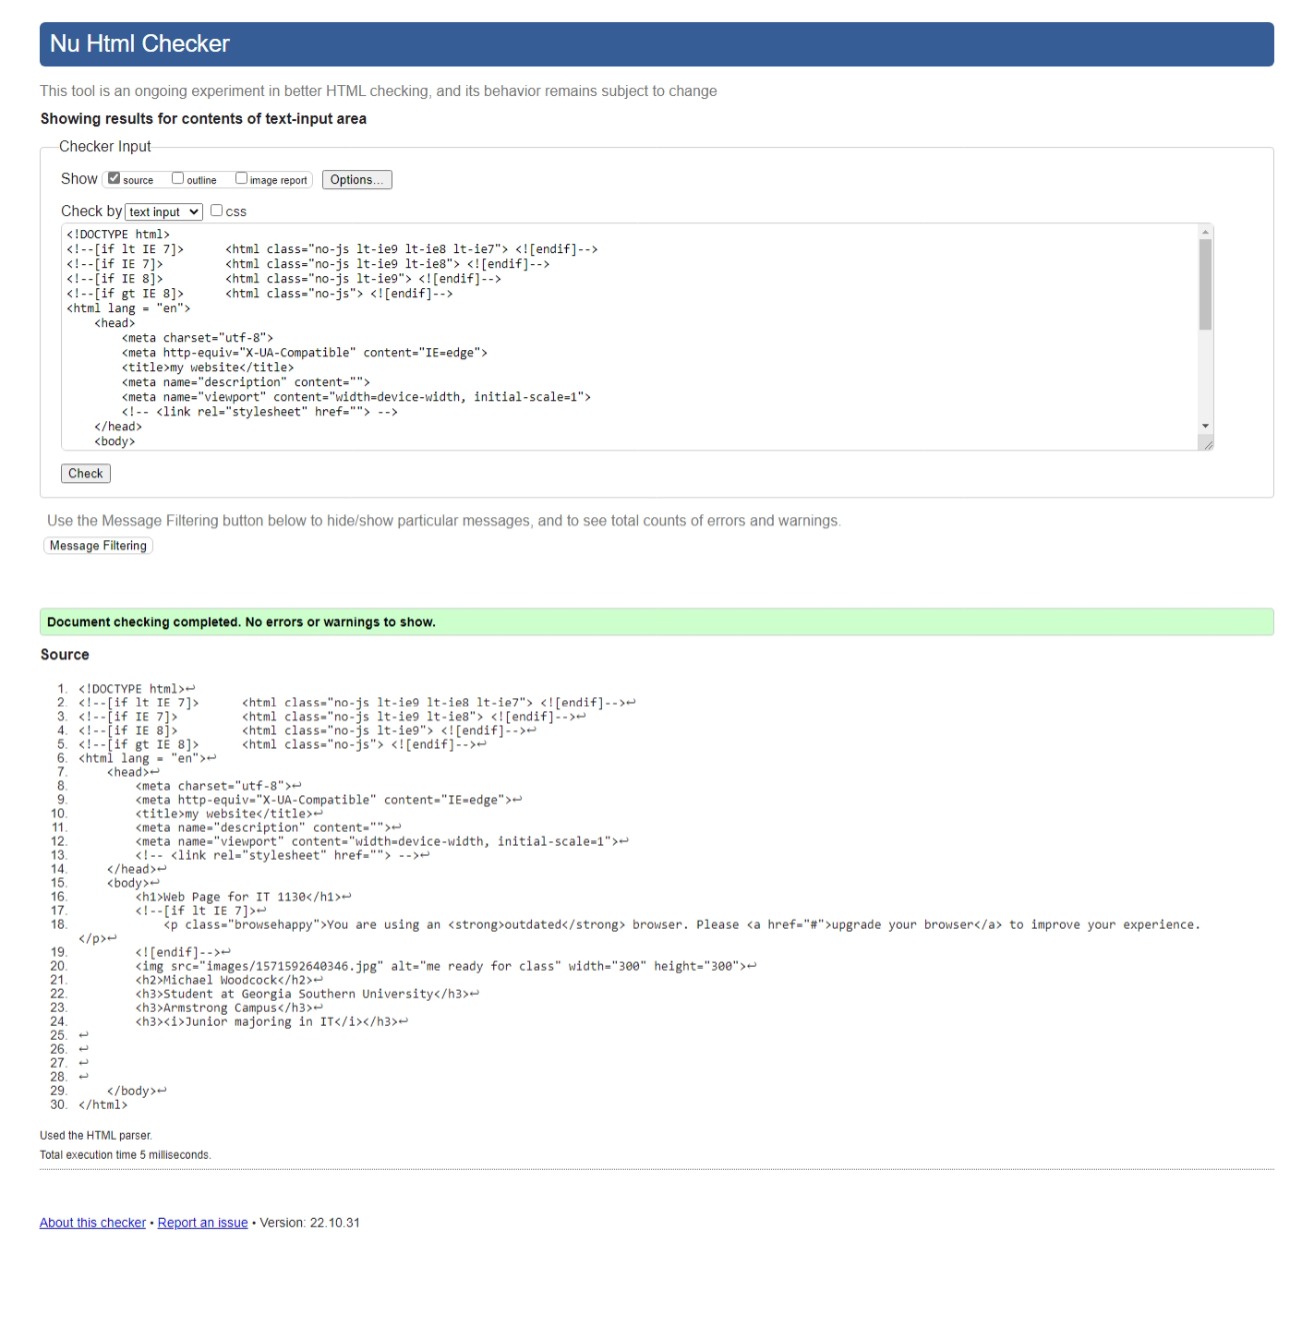 Nu Html Checker
This tool is an ongoing experiment in better HTML checking, and its behavior remains subject to change
Showing results for contents of text-input area
Checker Input
Show source outline image report Options...
Check by text input css
<!DOCTYPE html>
<!--[if lt IE 7]>      <html class="no-js lt-ie9 lt-ie8 lt-ie7"> <![endif]-->
<!--[if IE 7]>         <html class="no-js lt-ie9 lt-ie8"> <![endif]-->
<!--[if IE 8]>         <html class="no-js lt-ie9"> <![endif]-->
<!--[if gt IE 8]>      <html class="no-js"> <![endif]-->
<html lang = "en">
    <head>
        <meta charset="utf-8">
        <meta http-equiv="X-UA-Compatible" content="IE=edge">
        <title>my website</title>
        <meta name="description" content="">
        <meta name="viewport" content="width=device-width, initial-scale=1">
        <!-- <link rel="stylesheet" href=""> -->
    </head>
    <body>
Check
Use the Message Filtering button below to hide/show particular messages, and to see total counts of errors and warnings.
Message Filtering
Document checking completed. No errors or warnings to show.
Source
1. <!DOCTYPE html>↩
2. <!--[if lt IE 7]>      <html class="no-js lt-ie9 lt-ie8 lt-ie7"> <![endif]-->↩
3. <!--[if IE 7]>         <html class="no-js lt-ie9 lt-ie8"> <![endif]-->↩
4. <!--[if IE 8]>         <html class="no-js lt-ie9"> <![endif]-->↩
5. <!--[if gt IE 8]>      <html class="no-js"> <![endif]-->↩
6. <html lang = "en">↩
7.     <head>↩
8.         <meta charset="utf-8">↩
9.         <meta http-equiv="X-UA-Compatible" content="IE=edge">↩
10.         <title>my website</title>↩
11.         <meta name="description" content="">↩
12.         <meta name="viewport" content="width=device-width, initial-scale=1">↩
13.         <!-- <link rel="stylesheet" href=""> -->↩
14.     </head>↩
15.     <body>↩
16.         <h1>Web Page for IT 1130</h1>↩
17.         <!--[if lt IE 7]>↩
18.             <p class="browsehappy">You are using an <strong>outdated</strong> browser. Please <a href="#">upgrade your browser</a> to improve your experience.
</p>↩
19.         <![endif]-->↩
20.         <img src="images/1571592640346.jpg" alt="me ready for class" width="300" height="300">↩
21.         <h2>Michael Woodcock</h2>↩
22.         <h3>Student at Georgia Southern University</h3>↩
23.         <h3>Armstrong Campus</h3>↩
24.         <h3><i>Junior majoring in IT</i></h3>↩
25. ↩
26. ↩
27. ↩
28. ↩
29.     </body>↩
30. </html>
Used the HTML parser.
Total execution time 5 milliseconds.
About this checker • Report an issue • Version: 22.10.31